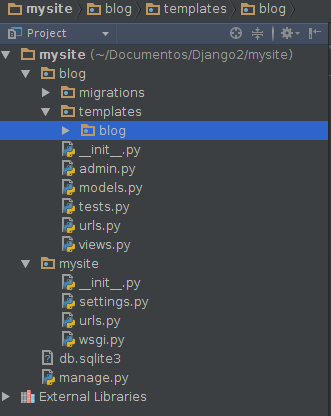 mysite blog templates blog
Project
mysite (~/Documentos/Django2/mysite)
blog
migrations
templates
blog
__init__.py
admin.py
models.py
tests.py
urls.py
views.py
mysite
__init__.py
settings.py
urls.py
wsgi.py
db.sqlite3
manage.py
External Libraries